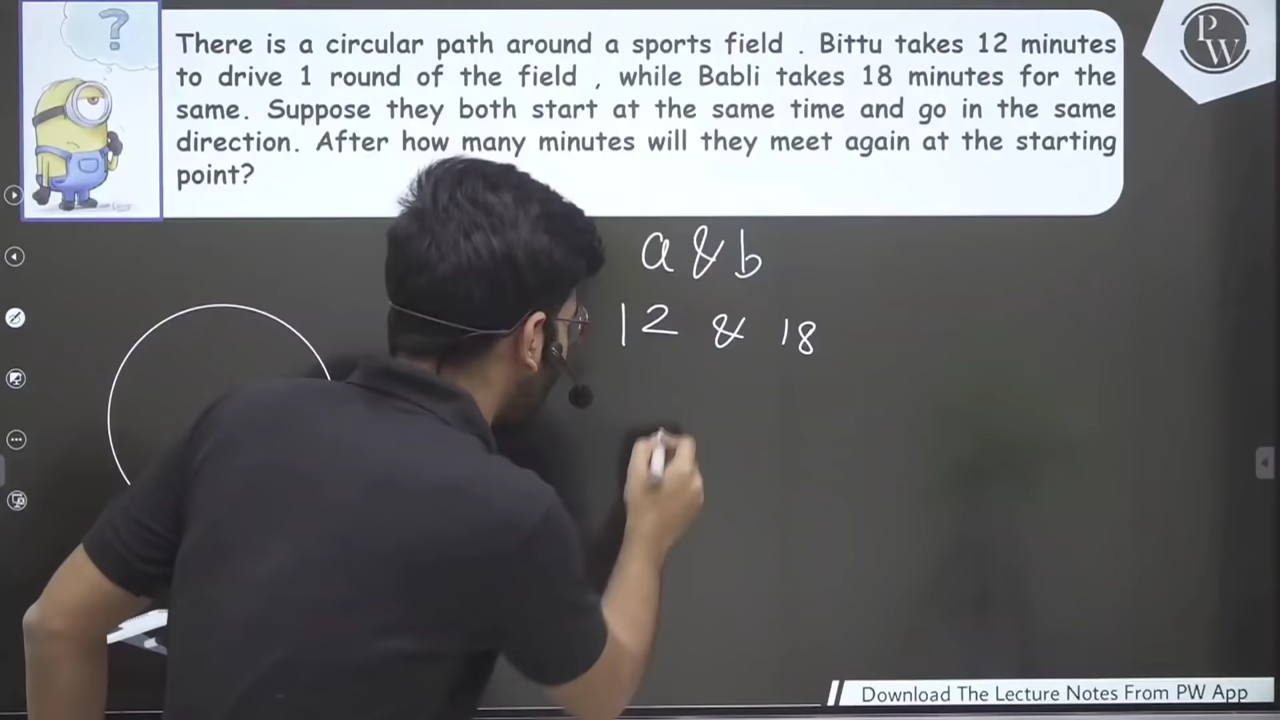 ?
There is a circular path around a sports field . Bittu takes 12 minutes
to drive 1 round of the field , while Babli takes 18 minutes for the
same. Suppose they both start at the same time and go in the same
direction. After how many minutes will they meet again at the starting
point?
PW
a & b
12 & 18
Download The Lecture Notes From PW App